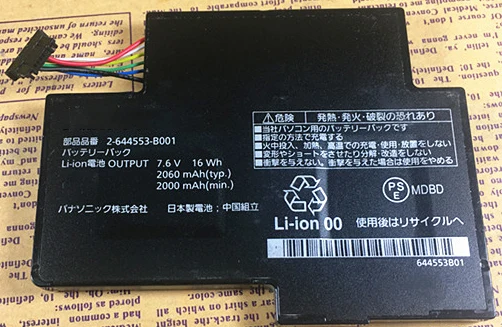 部品品番 2-644553-B001
バッテリーパック
Li-ion電池 OUTPUT 7.6 V 16 Wh
2060 mAh(typ.)
2000 mAh(min.)
パナソニック株式会社 日本製電池;中国組立
⚠危険 発熱・発火・破裂の恐れあり
■当社パソコン用のバッテリーパックです
■指定の方法で充電する
■火中投入、加熱、高温での充電・使用・放置をしない
■変形やショートをさせたり分解・改造をしない
■衝撃を与えない、衝撃を与えた場合は使用をやめる
PS
E
MDBD
Li-ion 00 使用後はリサイクルへ
644553B01